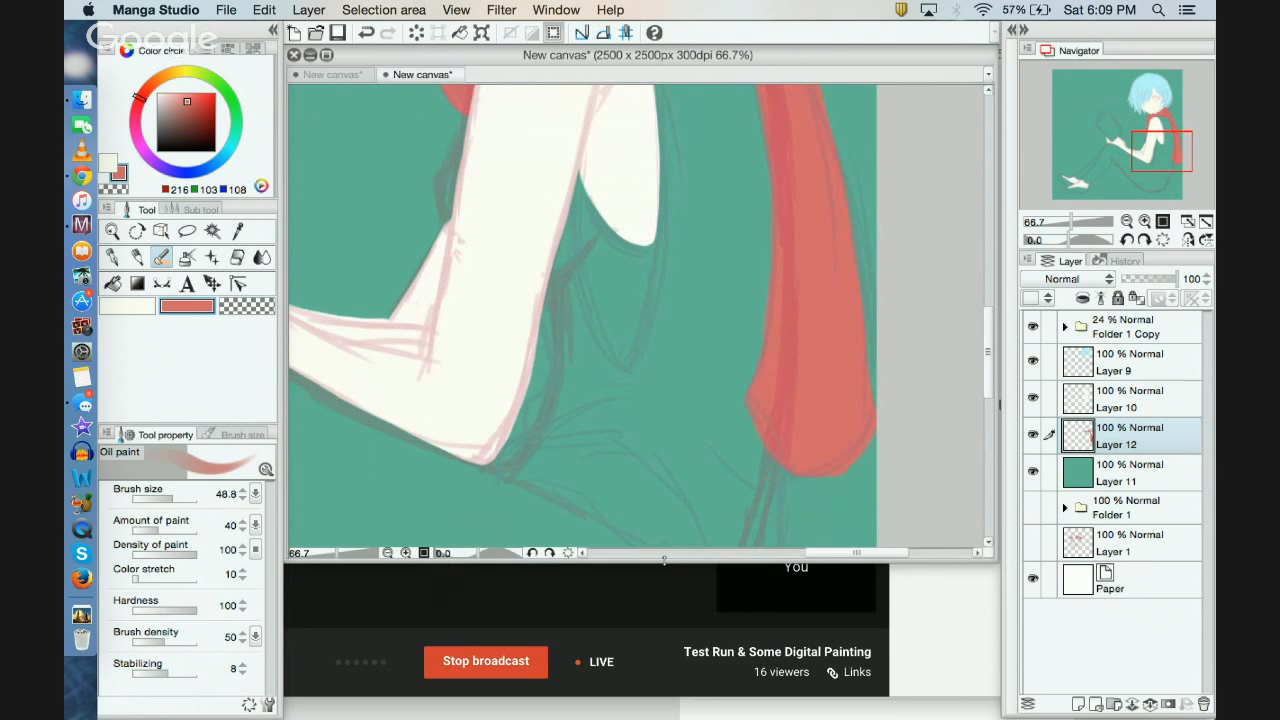 Manga Studio File Edit Layer Selection area View Filter Window Help 57% Sat 6:09 PM
Google
Color circle
New canvas* (2500 x 2500px 300dpi 66.7%)
Navigator
New canvas* New canvas*
216 103 108
Tool Sub tool
A
66.7
0.0
Layer History
Normal 100
24 % Normal
Folder 1 Copy
100 % Normal
Layer 9
100 % Normal
Layer 10
100 % Normal
Layer 12
100 % Normal
Layer 11
100 % Normal
Folder 1
100 % Normal
Layer 1
Paper
Tool property Brush size
Oil paint
Brush size 48.8
Amount of paint 40
Density of paint 100
Color stretch 10
Hardness 100
Brush density 50
Stabilizing 8
66.7 0.0
You
Stop broadcast
LIVE
Test Run & Some Digital Painting
16 viewers Links